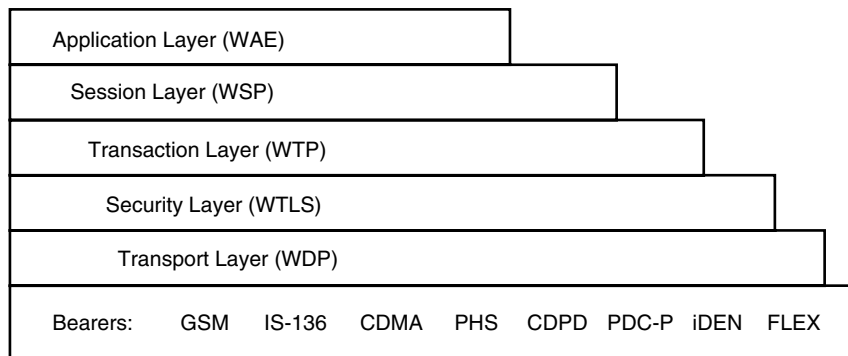 Application Layer (WAE)
Session Layer (WSP)
Transaction Layer (WTP)
Security Layer (WTLS)
Transport Layer (WDP)
Bearers: GSM IS-136 CDMA PHS CDPD PDC-P iDEN FLEX